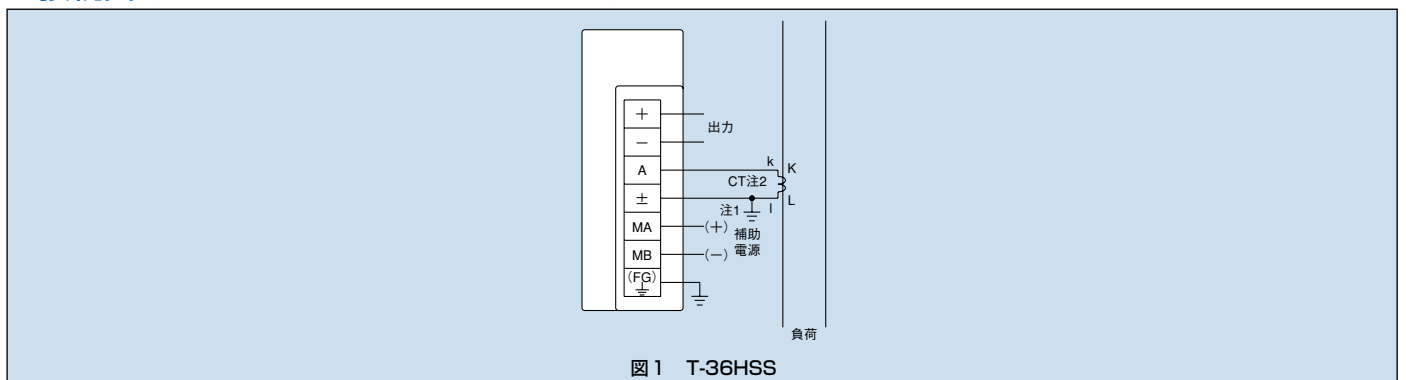 +
出力
−
k
K
A
CT注2
±
L
注1
l
MA
(+)
補助
電源
MB
(−)
(FG)
負荷
図1 T-36HSS